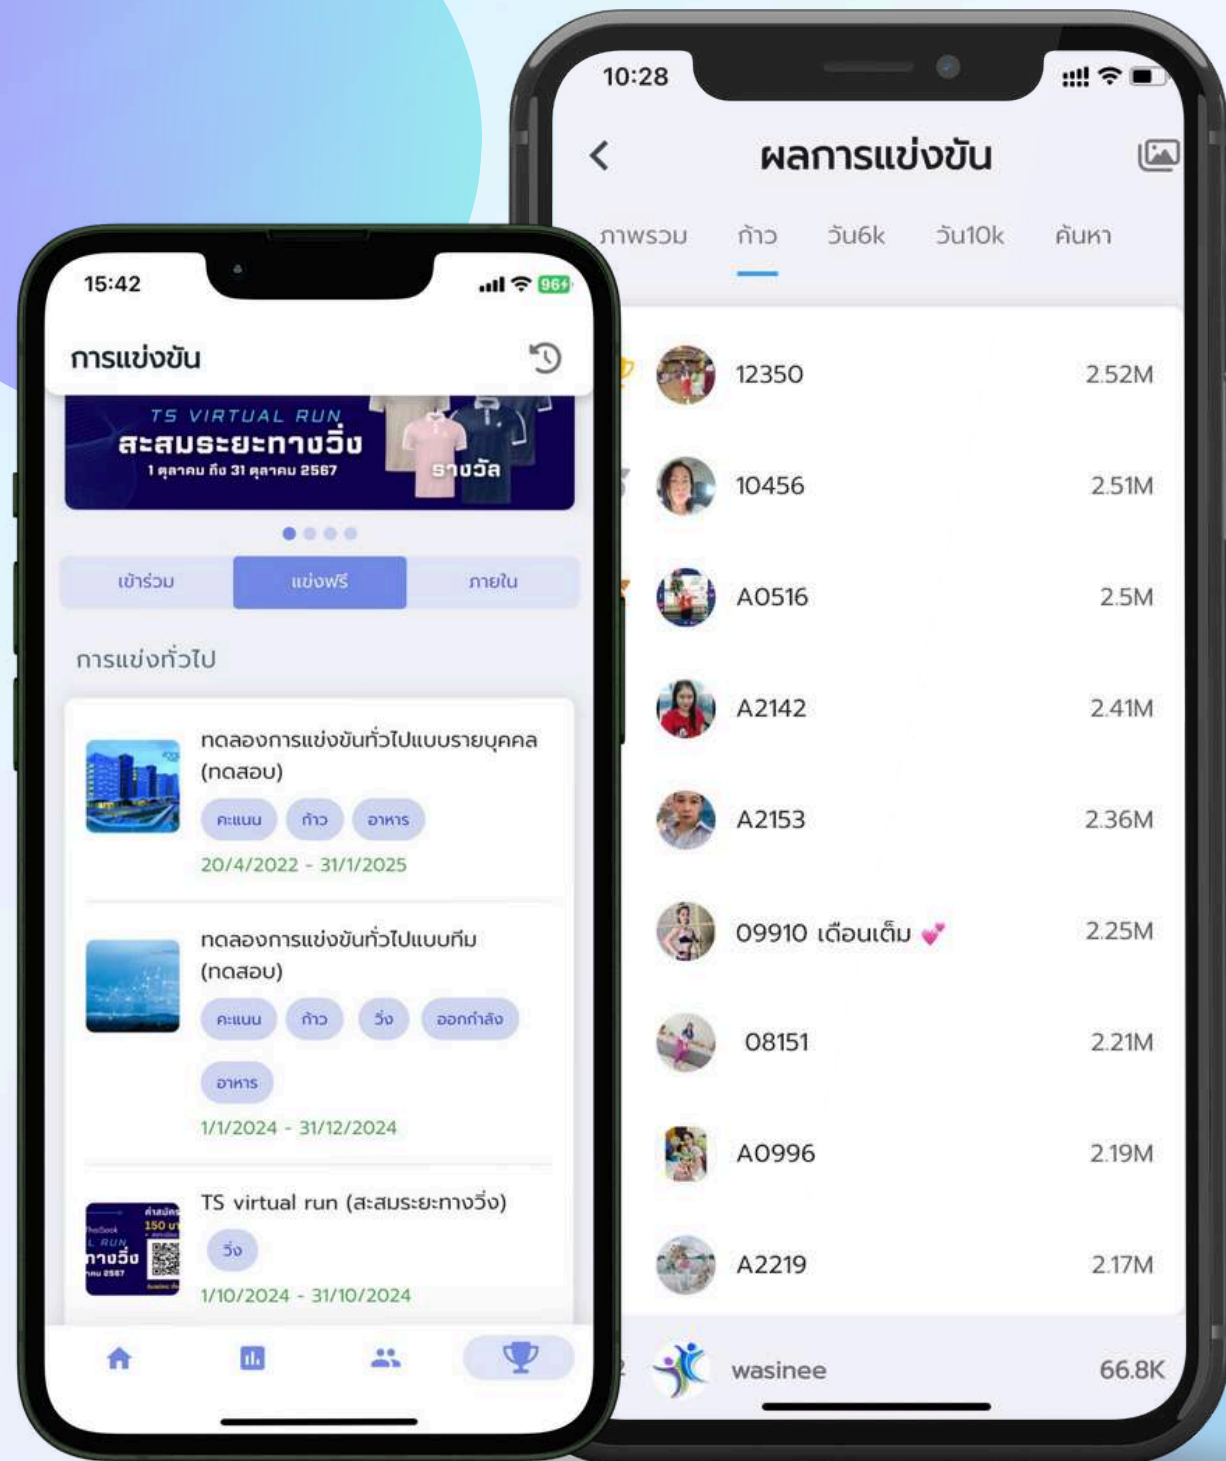 15:42
96
การแข่งขัน
TS VIRTUAL RUN
สะสมระยะทางวิ่ง
1 ตุลาคม ถึง 31 ตุลาคม 2567
รางวัล
เข้าร่วม แข่งฟรี ภายใน
การแข่งทั่วไป
ทดลองการแข่งขันทั่วไปแบบรายบุคคล
(ทดสอบ)
คะแนน ก้าว อาหาร
20/4/2022 - 31/1/2025
ทดลองการแข่งขันทั่วไปแบบทีม
(ทดสอบ)
คะแนน ก้าว วิ่ง ออกกำลัง
อาหาร
1/1/2024 - 31/12/2024
TS virtual run (สะสมระยะทางวิ่ง)
วิ่ง
1/10/2024 - 31/10/2024
10:28
ผลการแข่งขัน
ภาพรวม ก้าว วัน6k วัน10k ค้นหา
12350 2.52M
10456 2.51M
A0516 2.5M
A2142 2.41M
A2153 2.36M
09910 เดือนเต็ม 💕 2.25M
08151 2.21M
A0996 2.19M
A2219 2.17M
wasinee 66.8K